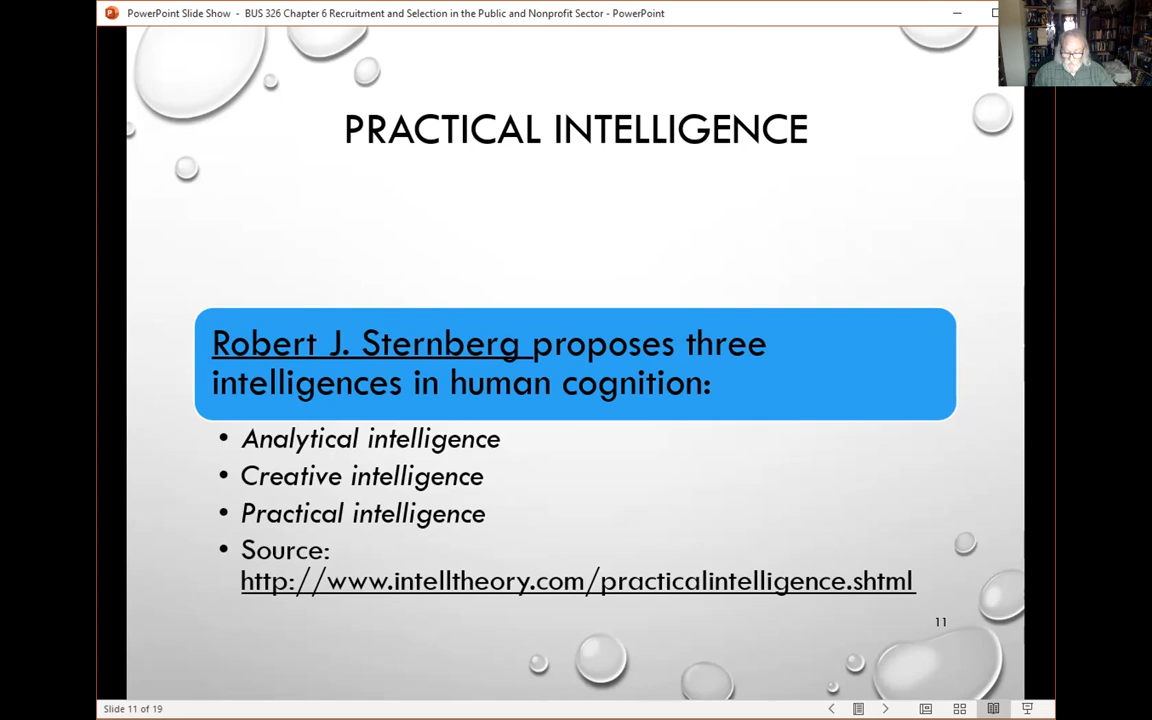 PowerPoint Slide Show - BUS 326 Chapter 6 Recruitment and Selection in the Public and Nonprofit Sector - PowerPoint
PRACTICAL INTELLIGENCE
Robert J. Sternberg proposes three
intelligences in human cognition:
• Analytical intelligence
• Creative intelligence
• Practical intelligence
• Source:
http://www.intelltheory.com/practicalintelligence.shtml
11
Slide 11 of 19